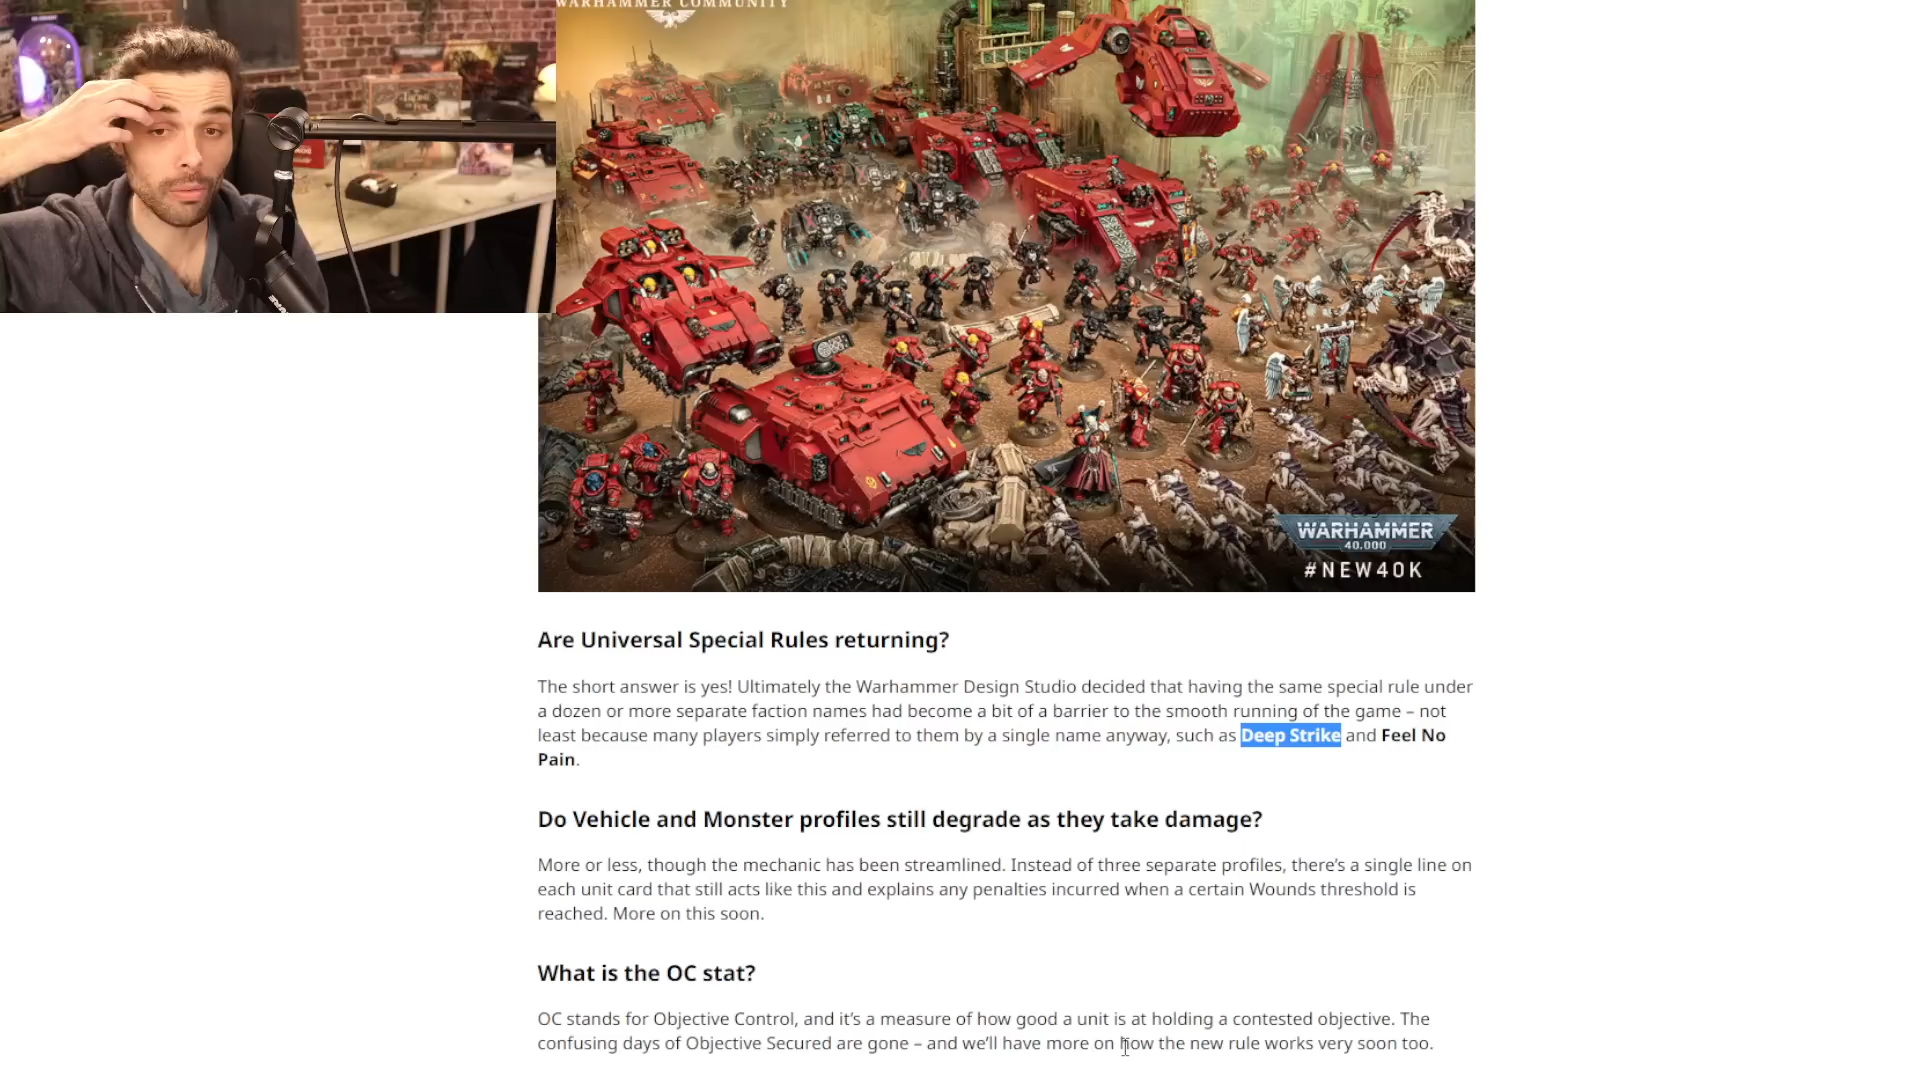 WARHAMMER COMMUNITY
WARHAMMER
40,000
#NEW40K
Are Universal Special Rules returning?
The short answer is yes! Ultimately the Warhammer Design Studio decided that having the same special rule under
a dozen or more separate faction names had become a bit of a barrier to the smooth running of the game – not
least because many players simply referred to them by a single name anyway, such as Deep Strike and Feel No
Pain.
Do Vehicle and Monster profiles still degrade as they take damage?
More or less, though the mechanic has been streamlined. Instead of three separate profiles, there's a single line on
each unit card that still acts like this and explains any penalties incurred when a certain Wounds threshold is
reached. More on this soon.
What is the OC stat?
OC stands for Objective Control, and it's a measure of how good a unit is at holding a contested objective. The
confusing days of Objective Secured are gone – and we'll have more on how the new rule works very soon too.